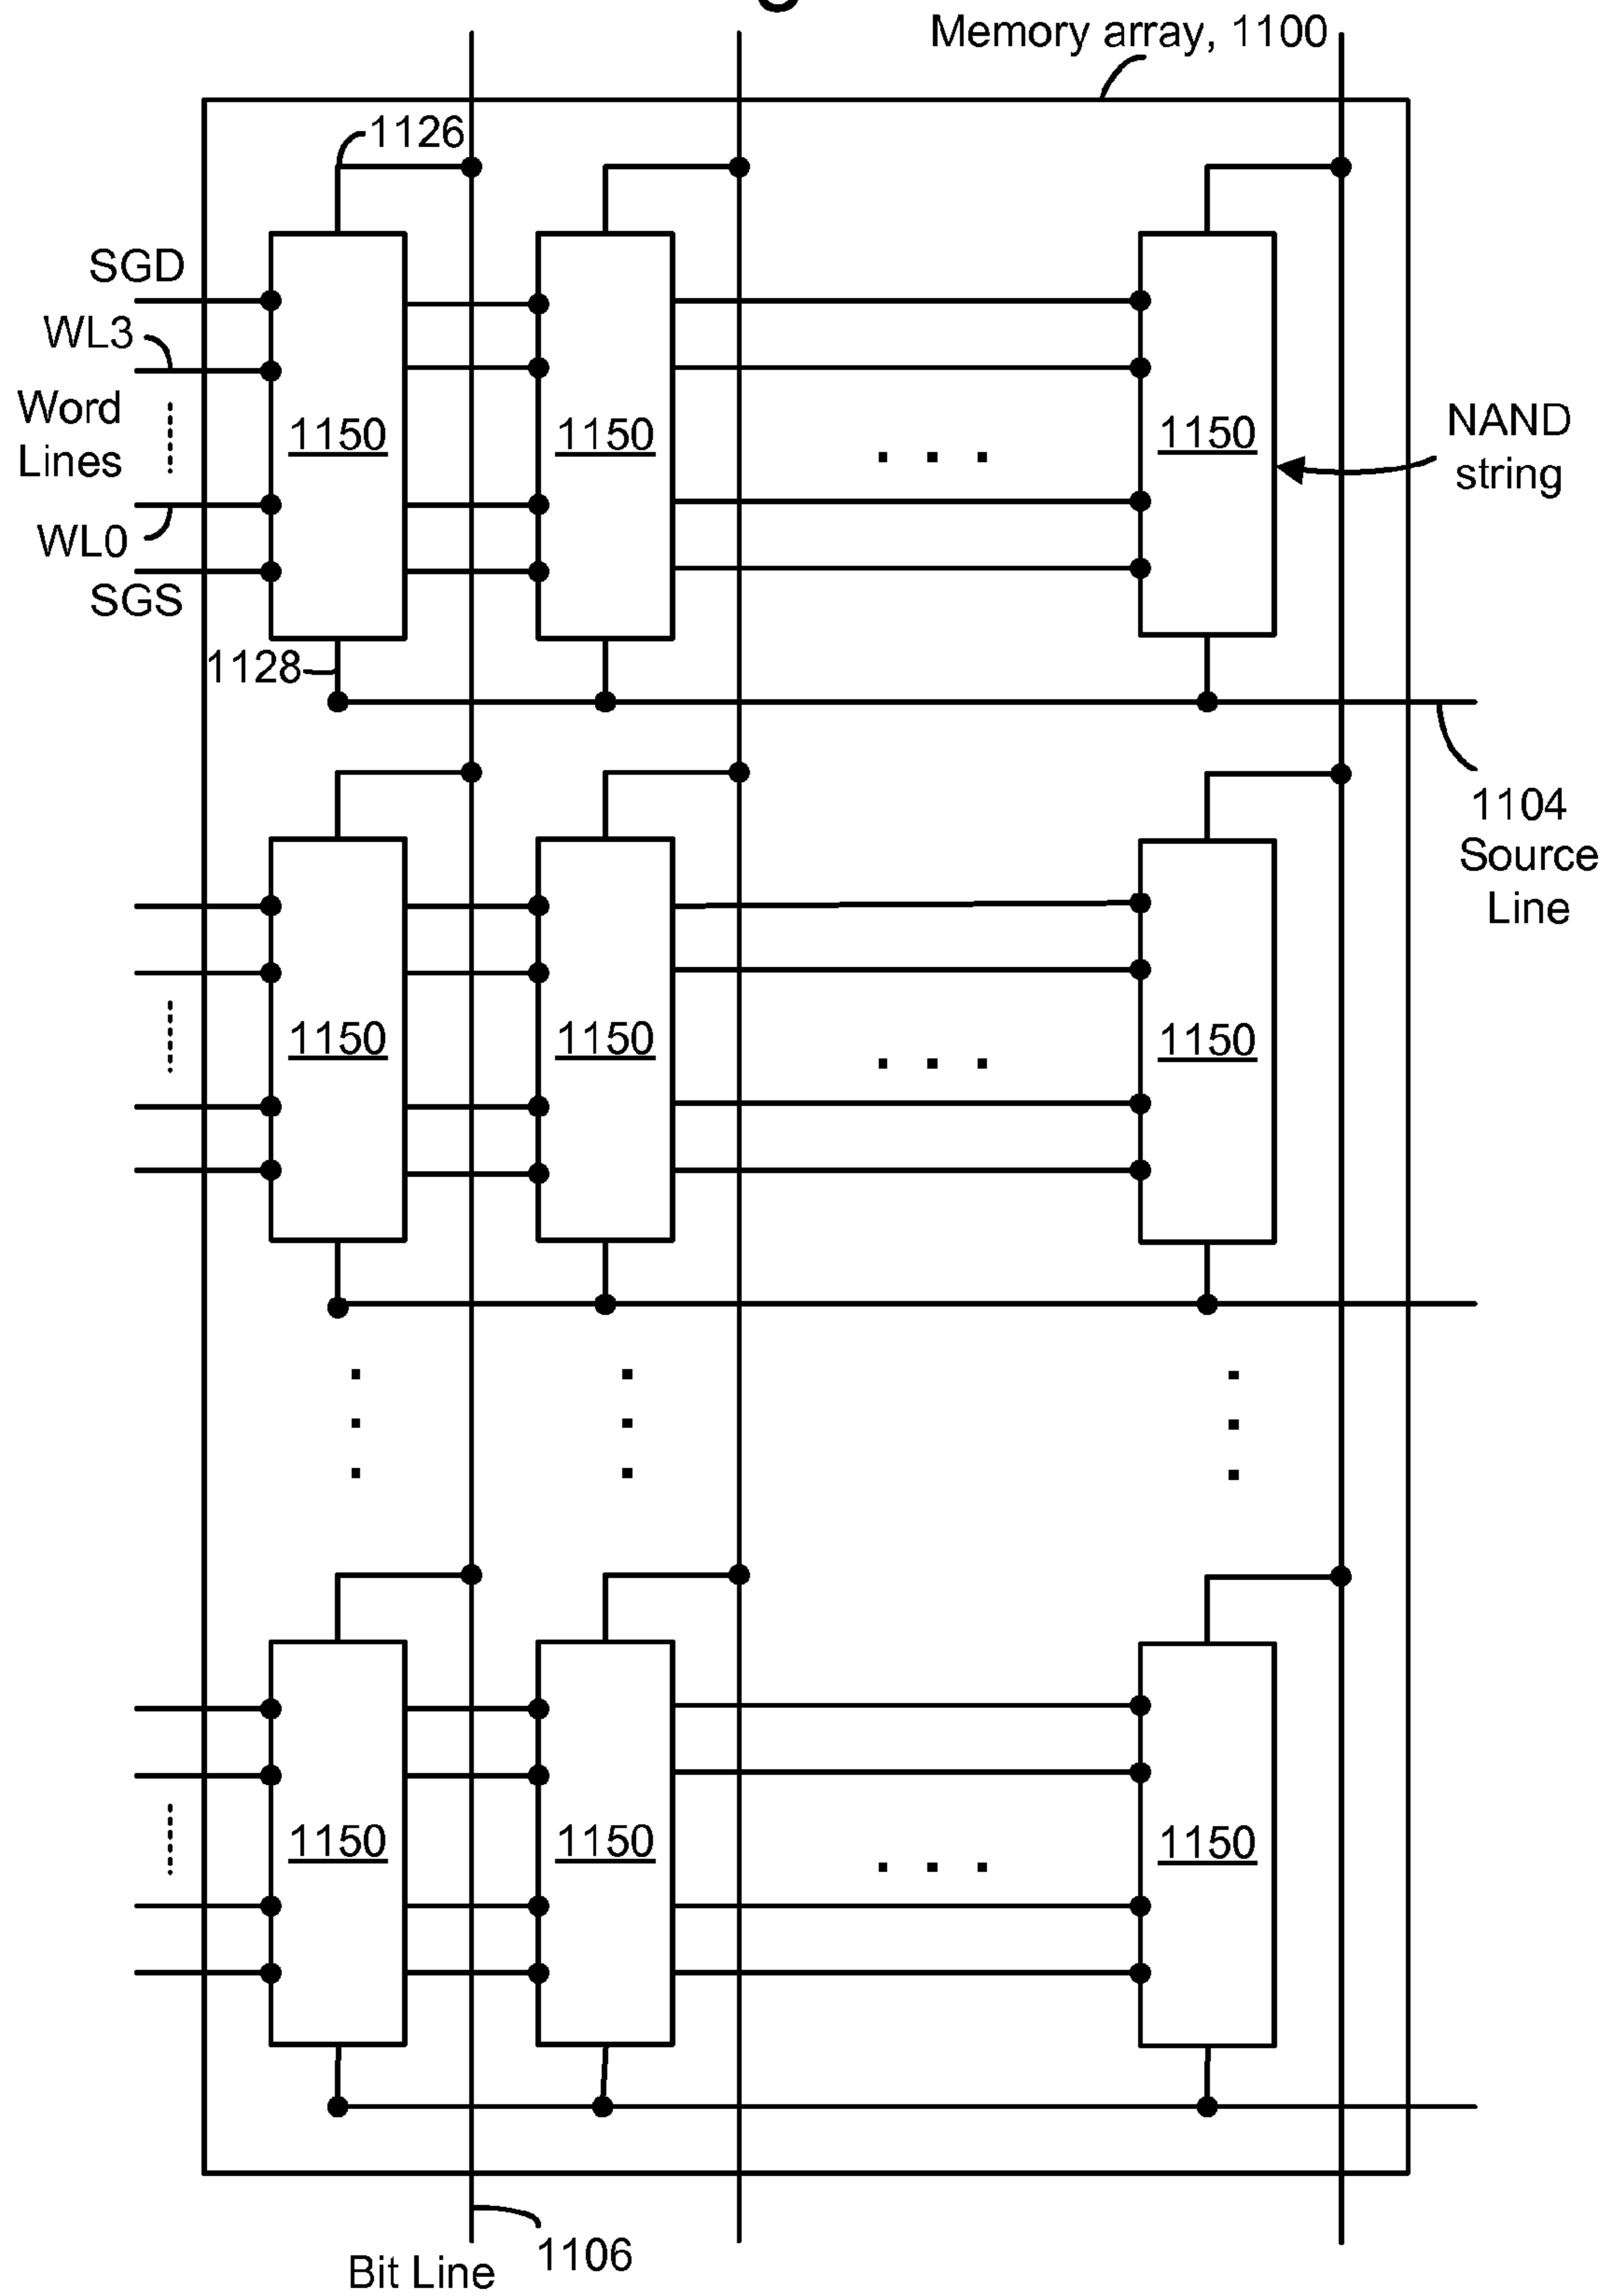 Memory array, 1100
1126
SGD
WL3
Word
Lines
WL0
SGS
1150
1150
1150
NAND
string
1128
1104
Source
Line
1150
1150
1150
1150
1150
1150
1106
Bit Line